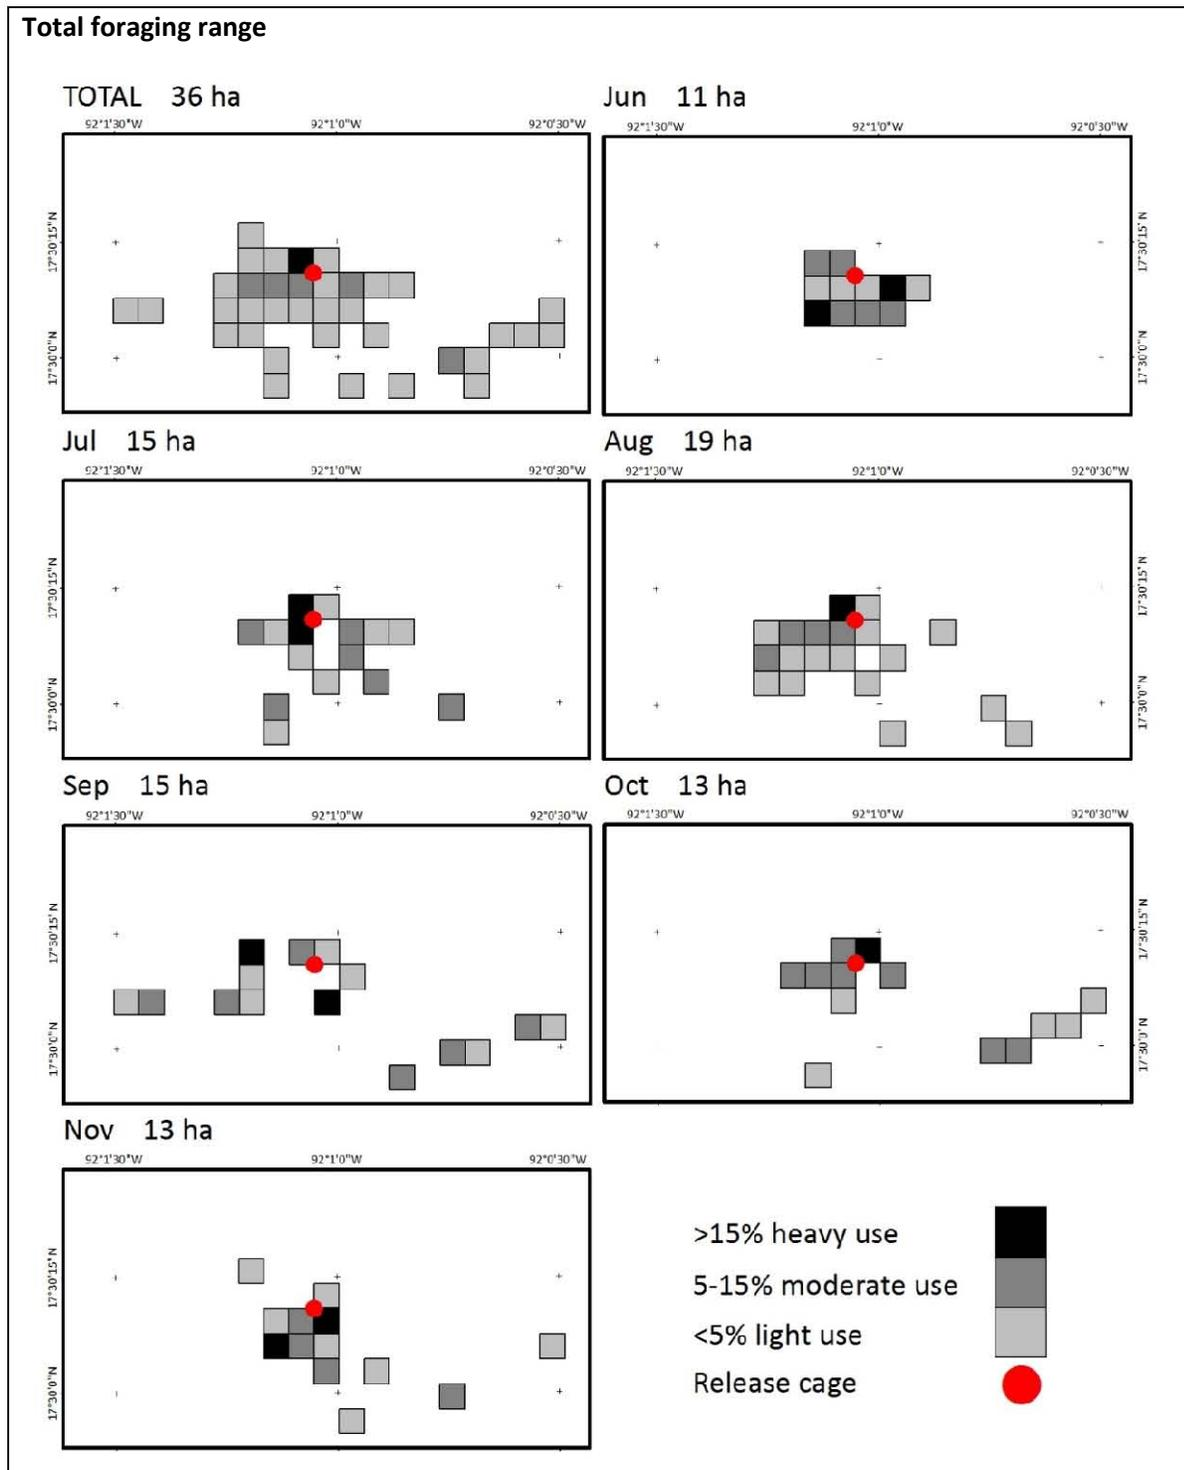 Total foraging range
TOTAL 36 ha
92°1'30"W 92°1'0"W 92°0'30"W
17°30'15"N
17°30'0"N
Jun 11 ha
92°1'30"W 92°1'0"W 92°0'30"W
17°30'15"N
17°30'0"N
Jul 15 ha
92°1'30"W 92°1'0"W 92°0'30"W
17°30'15"N
17°30'0"N
Aug 19 ha
92°1'30"W 92°1'0"W 92°0'30"W
17°30'15"N
17°30'0"N
Sep 15 ha
92°1'30"W 92°1'0"W 92°0'30"W
17°30'15"N
17°30'0"N
Oct 13 ha
92°1'30"W 92°1'0"W 92°0'30"W
17°30'15"N
17°30'0"N
Nov 13 ha
92°1'30"W 92°1'0"W 92°0'30"W
17°30'15"N
17°30'0"N
>15% heavy use
5-15% moderate use
<5% light use
Release cage